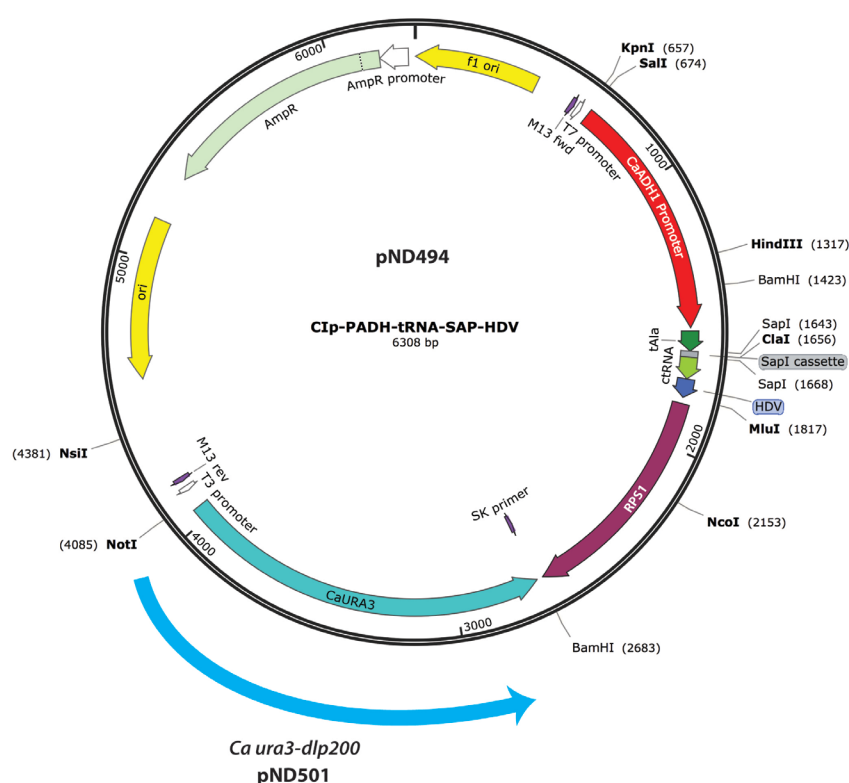 6000
f1 ori
AmpR promoter
AmpR
KpnI (657)
SalI (674)
M13 fwd
T7 promoter
1000
CaADH1 Promoter
5000
ori
pND494
CIp-PADH-tRNA-SAP-HDV
6308 bp
HindIII (1317)
BamHI (1423)
tAla
SapI (1643)
ClaI (1656)
SapI cassette
ctRNA
SapI (1668)
HDV
MluI (1817)
2000
(4381) NsiI
M13 rev
T3 promoter
SK primer
RPS1
NcoI (2153)
(4085) NotI
4000
CaURA3
3000
BamHI (2683)
Ca ura3-dlp200
pND501